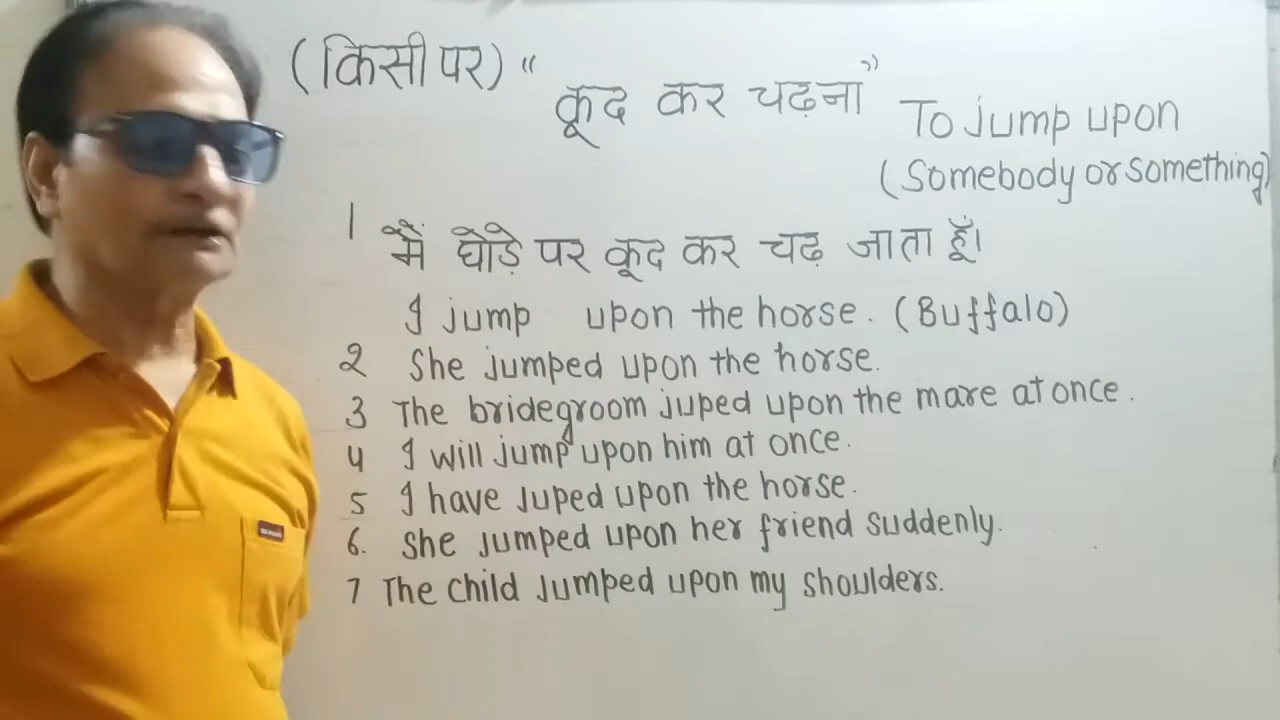 (किसी पर) "कूद कर चढ़ना" To Jump upon
(Somebody or something)
1 मैं घोड़े पर कूद कर चढ़ जाता हूँ।
I jump upon the horse. (Buffalo)
2 She jumped upon the horse.
3 The bridegroom juped upon the mare at once.
4 I will jump upon him at once.
5 I have Juped upon the horse.
6. She Jumped upon her friend suddenly.
7 The Child Jumped upon my shoulders.